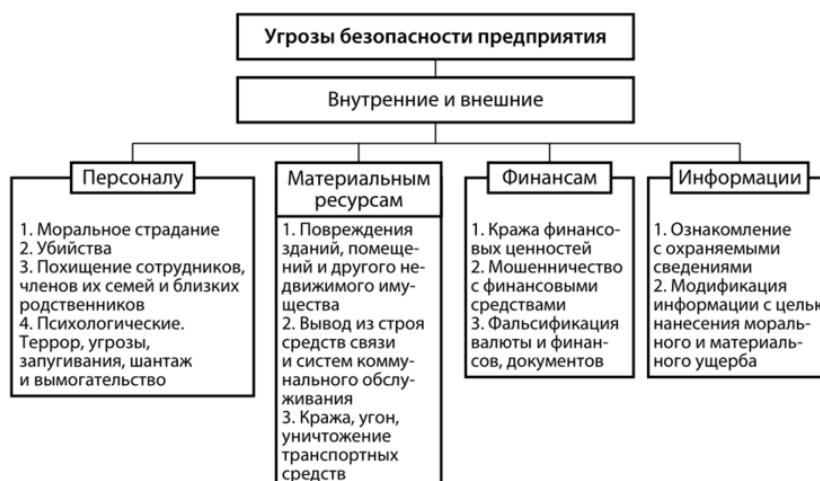 Угрозы безопасности предприятия
Внутренние и внешние
Персоналу
1. Моральное страдание
2. Убийства
3. Похищение сотрудников,
членов их семей и близких
родственников
4. Психологические.
Террор, угрозы,
запугивания, шантаж
и вымогательство
Материальным
ресурсам
1. Повреждения
зданий, помеще-
ний и другого не-
движимого иму-
щества
2. Вывод из строя
средств связи
и систем комму-
нального обслу-
живания
3. Кража, угон,
уничтожение
транспортных
средств
Финансам
1. Кража финансо-
вых ценностей
2. Мошенничество
с финансовыми
средствами
3. Фальсификация
валюты и финан-
сов, документов
Информации
1. Ознакомление
с охраняемыми
сведениями
2. Модификация
информации с целью
нанесения мораль-
ного и материаль-
ного ущерба